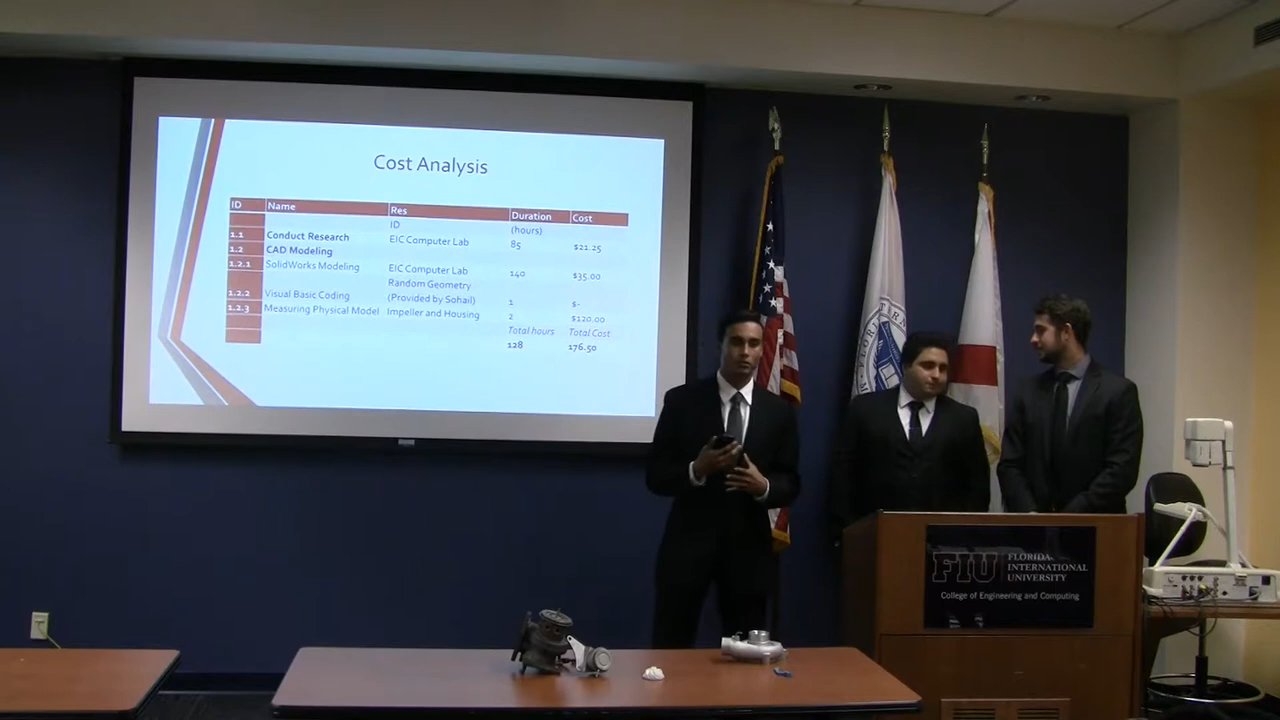 Cost Analysis
ID Name Res Duration Cost
ID (hours)
1.1 Conduct Research EIC Computer Lab 85 $21.25
1.2 CAD Modeling
1.2.1 SolidWorks Modeling EIC Computer Lab 140 $35.00
Random Geometry
1.2.2 Visual Basic Coding (Provided by Sohail) 1 $-
1.2.3 Measuring Physical Model Impeller and Housing 2 $120.00
Total hours Total Cost
128 176.50
FLORIDA
FIU FLORIDA
INTERNATIONAL
UNIVERSITY
College of Engineering and Computing